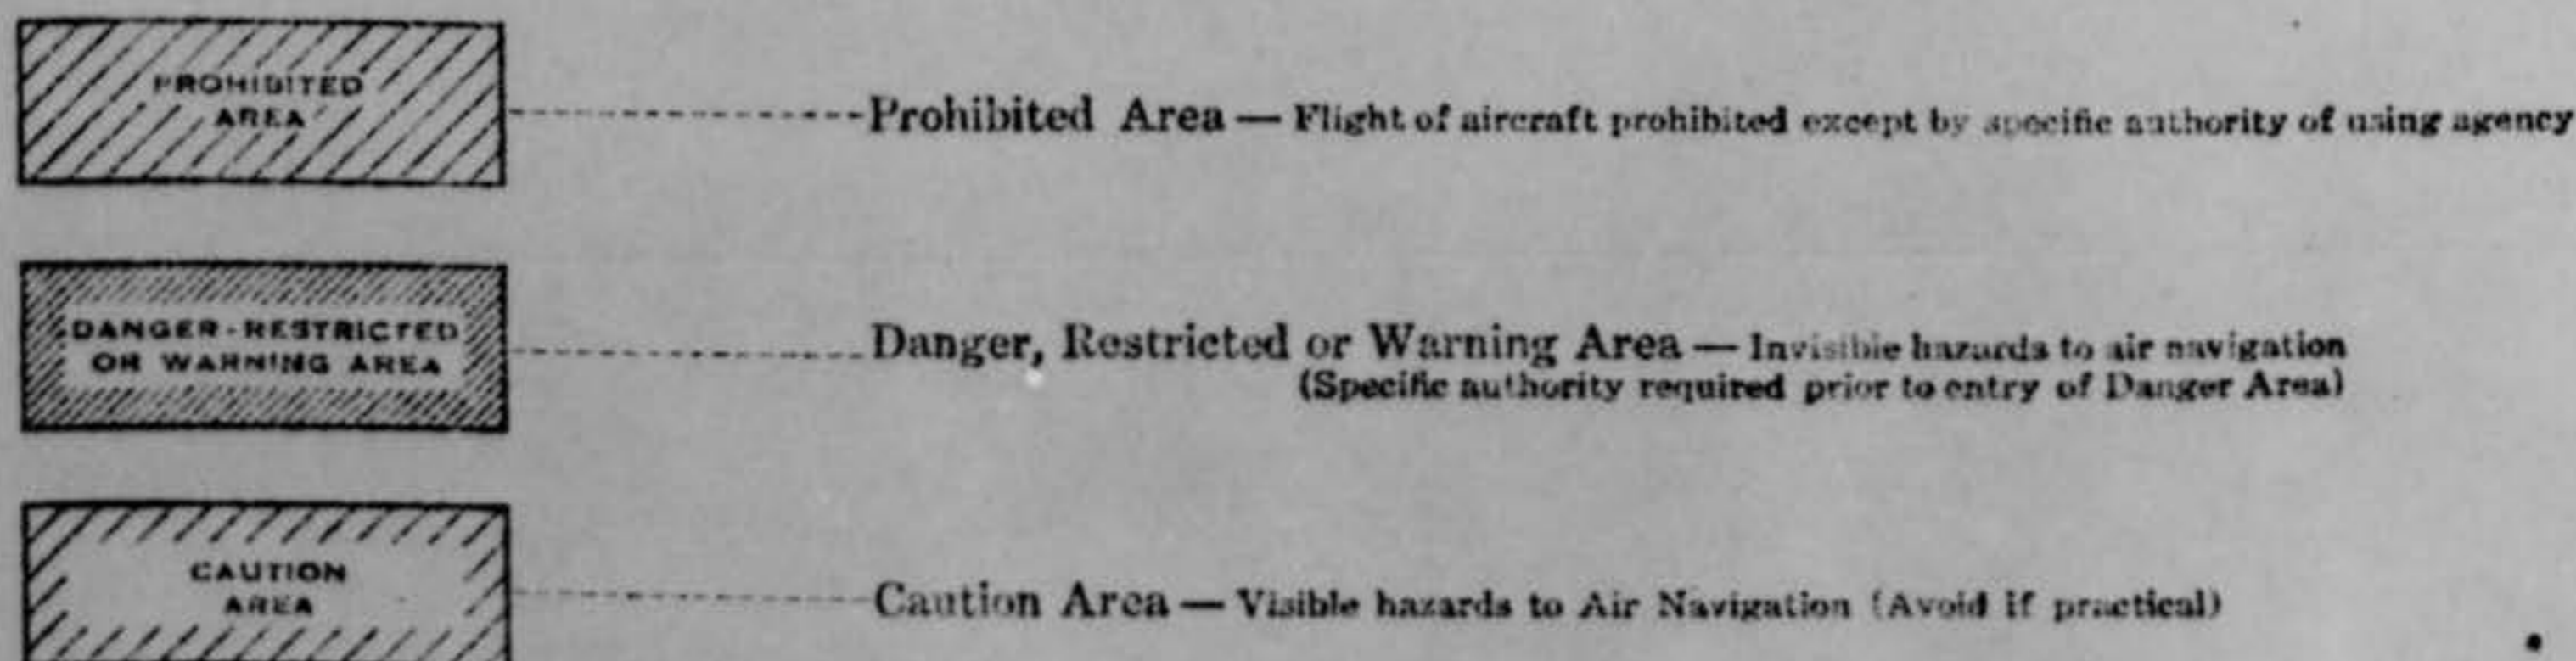 PROHIBITED
AREA
Prohibited Area — Flight of aircraft prohibited except by specific authority of using agency
DANGER-RESTRICTED
OR WARNING AREA
Danger, Restricted or Warning Area — Invisible hazards to air navigation
(Specific authority required prior to entry of Danger Area)
CAUTION
AREA
Caution Area — Visible hazards to Air Navigation (Avoid if practical)